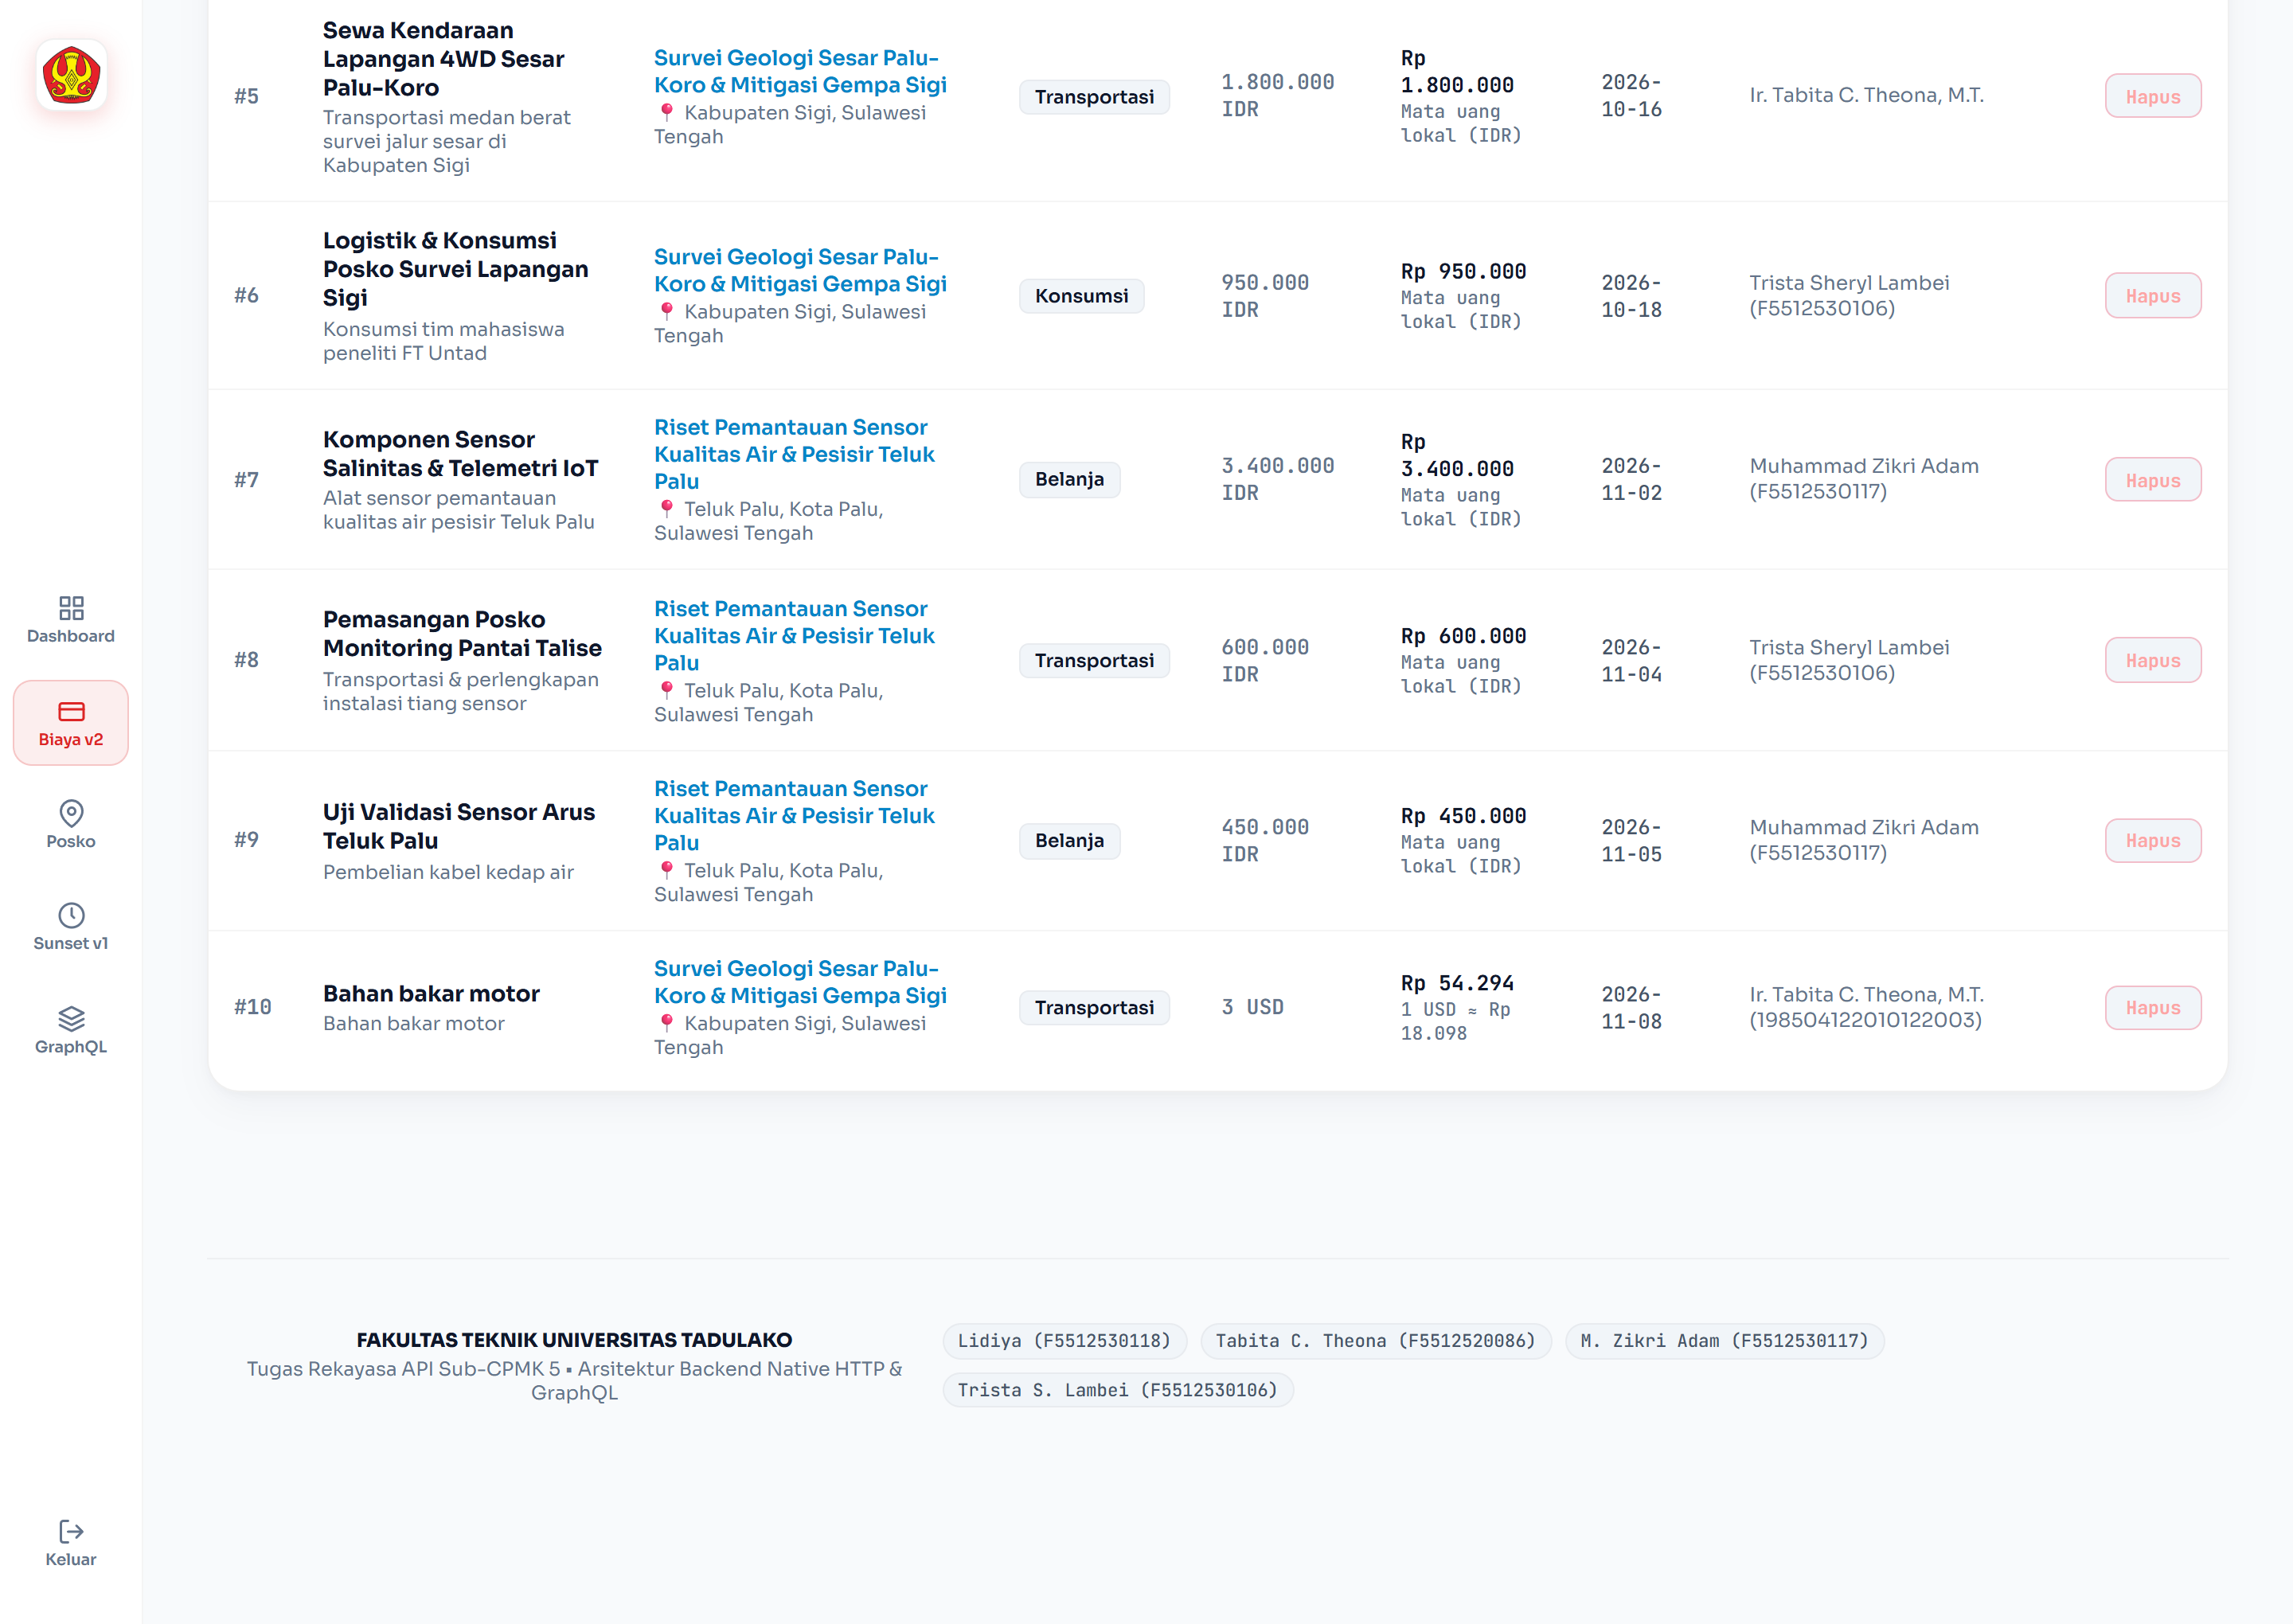 Dashboard
Biaya v2
Posko
Sunset v1
GraphQL
Keluar
#5
Sewa Kendaraan
Lapangan 4WD Sesar
Palu-Koro
Transportasi medan berat
survei jalur sesar di
Kabupaten Sigi
Survei Geologi Sesar Palu-
Koro & Mitigasi Gempa Sigi
📍 Kabupaten Sigi, Sulawesi
Tengah
Transportasi
1.800.000
IDR
Rp
1.800.000
Mata uang
lokal (IDR)
2026-
10-16
Ir. Tabita C. Theona, M.T.
Hapus
#6
Logistik & Konsumsi
Posko Survei Lapangan
Sigi
Konsumsi tim mahasiswa
peneliti FT Untad
Survei Geologi Sesar Palu-
Koro & Mitigasi Gempa Sigi
📍 Kabupaten Sigi, Sulawesi
Tengah
Konsumsi
950.000
IDR
Rp 950.000
Mata uang
lokal (IDR)
2026-
10-18
Trista Sheryl Lambei
(F5512530106)
Hapus
#7
Komponen Sensor
Salinitas & Telemetri IoT
Alat sensor pemantauan
kualitas air pesisir Teluk Palu
Riset Pemantauan Sensor
Kualitas Air & Pesisir Teluk
Palu
📍 Teluk Palu, Kota Palu,
Sulawesi Tengah
Belanja
3.400.000
IDR
Rp
3.400.000
Mata uang
lokal (IDR)
2026-
11-02
Muhammad Zikri Adam
(F5512530117)
Hapus
#8
Pemasangan Posko
Monitoring Pantai Talise
Transportasi & perlengkapan
instalasi tiang sensor
Riset Pemantauan Sensor
Kualitas Air & Pesisir Teluk
Palu
📍 Teluk Palu, Kota Palu,
Sulawesi Tengah
Transportasi
600.000
IDR
Rp 600.000
Mata uang
lokal (IDR)
2026-
11-04
Trista Sheryl Lambei
(F5512530106)
Hapus
#9
Uji Validasi Sensor Arus
Teluk Palu
Pembelian kabel kedap air
Riset Pemantauan Sensor
Kualitas Air & Pesisir Teluk
Palu
📍 Teluk Palu, Kota Palu,
Sulawesi Tengah
Belanja
450.000
IDR
Rp 450.000
Mata uang
lokal (IDR)
2026-
11-05
Muhammad Zikri Adam
(F5512530117)
Hapus
#10
Bahan bakar motor
Bahan bakar motor
Survei Geologi Sesar Palu-
Koro & Mitigasi Gempa Sigi
📍 Kabupaten Sigi, Sulawesi
Tengah
Transportasi
3 USD
Rp 54.294
1 USD ≈ Rp
18.098
2026-
11-08
Ir. Tabita C. Theona, M.T.
(198504122010122003)
Hapus
FAKULTAS TEKNIK UNIVERSITAS TADULAKO
Tugas Rekayasa API Sub-CPMK 5 • Arsitektur Backend Native HTTP &
GraphQL
Lidiya (F5512530118)
Tabita C. Theona (F5512520086)
M. Zikri Adam (F5512530117)
Trista S. Lambei (F5512530106)